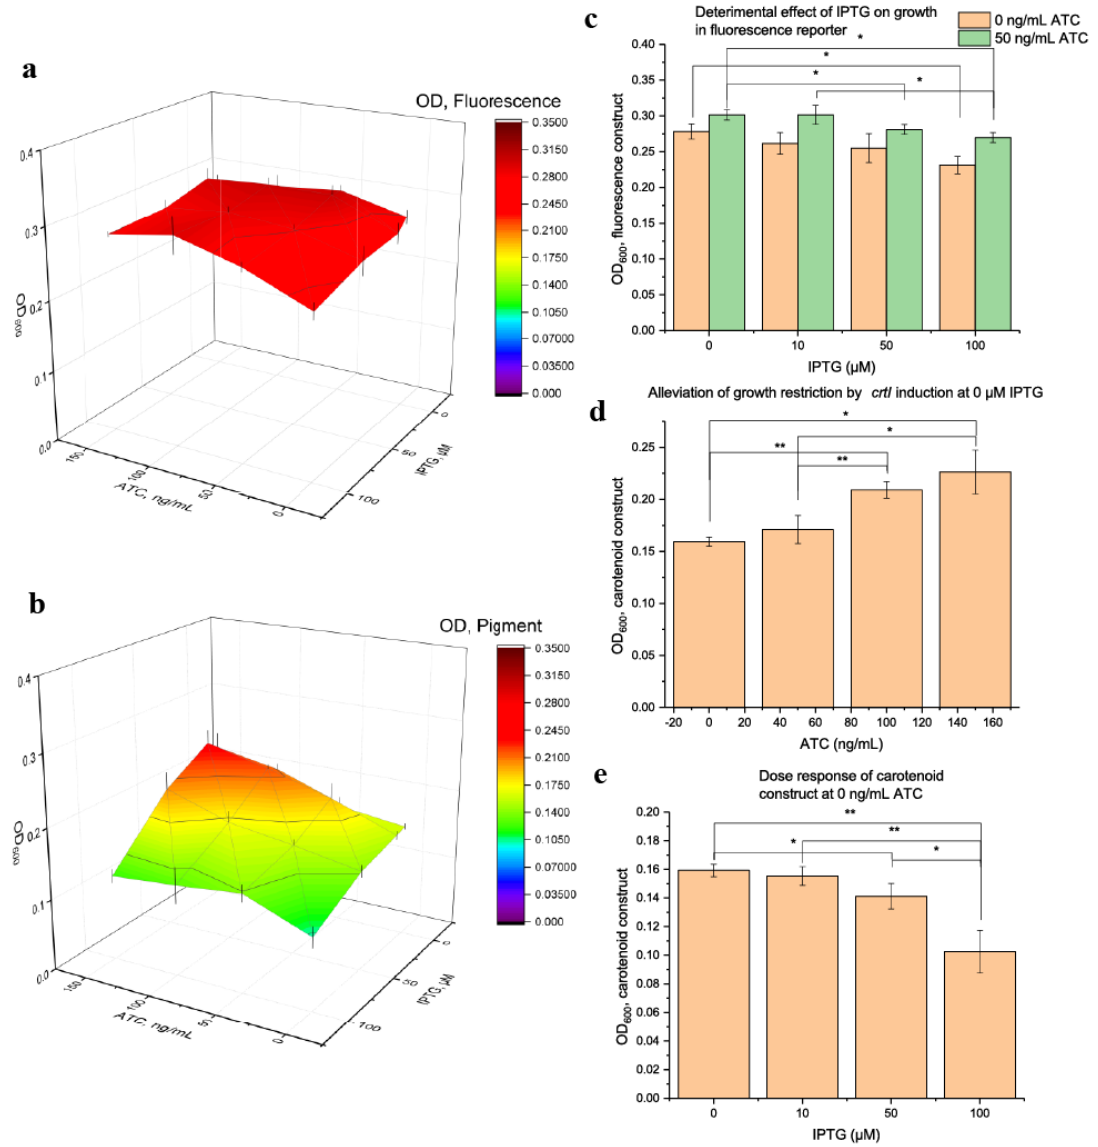 a
OD, Fluorescence
0.3500
0.3150
0.2800
0.2450
0.2100
0.1750
0.1400
0.1050
0.07000
0.03500
0.000
0.4
0.3
0.2
0.1
0.0
OD600
150
100
50
0
ATC, ng/mL
0
50
100
IPTG, µM
b
OD, Pigment
0.3500
0.3150
0.2800
0.2450
0.2100
0.1750
0.1400
0.1050
0.07000
0.03500
0.000
0.4
0.3
0.2
0.1
0.0
OD600
150
100
50
0
ATC, ng/mL
0
50
100
IPTG, µM
c
Deterimental effect of IPTG on growth
in fluorescence reporter
0 ng/mL ATC
50 ng/mL ATC
*
*
*
*
0.40
0.35
0.30
0.25
0.20
0.15
0.10
0.05
0.00
OD600, fluorescence construct
0 10 50 100
IPTG (µM)
d
Alleviation of growth restriction by crtI induction at 0 µM IPTG
*
*
**
**
0.25
0.20
0.15
0.10
0.05
0.00
OD600, carotenoid construct
-20 0 20 40 60 80 100 120 140 160
ATC (ng/mL)
e
Dose response of carotenoid
construct at 0 ng/mL ATC
**
**
*
*
0.20
0.18
0.16
0.14
0.12
0.10
0.08
0.06
0.04
0.02
0.00
OD600, carotenoid construct
0 10 50 100
IPTG (µM)